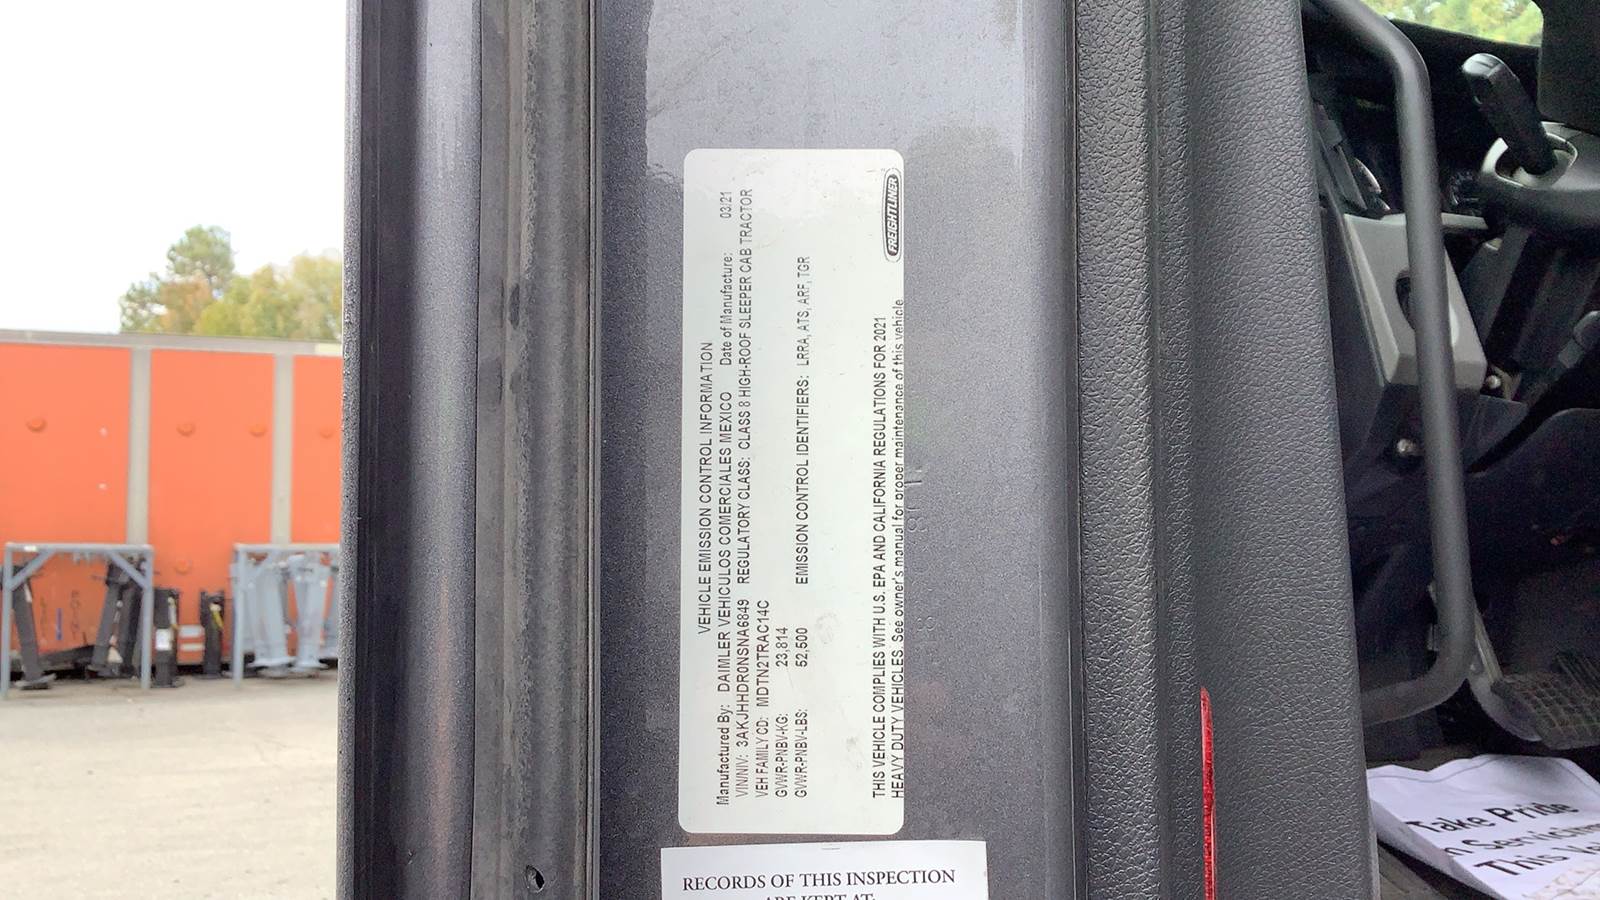 VEHICLE EMISSION CONTROL INFORMATION
Manufactured By: DAIMLER VEHICULOS COMERCIALES MEXICO Date of Manufacture: 03/21
VIN/NIV: 3AKJHHDR0NSNA6849 REGULATORY CLASS: CLASS 8 HIGH-ROOF SLEEPER CAB TRACTOR
VEH FAMILY CD: MDTN2TRAC14C
GVWR-PNBV-KG: 23,814
GVWR-PNBV-LBS: 52,500 EMISSION CONTROL IDENTIFIERS: LRRA, ATS, ARF, TGR
THIS VEHICLE COMPLIES WITH U.S. EPA AND CALIFORNIA REGULATIONS FOR 2021
HEAVY DUTY VEHICLES. See owner's manual for proper maintenance of this vehicle
FREIGHTLINER
RECORDS OF THIS INSPECTION
ARE KEPT AT:
Take Pride
Servicing
This